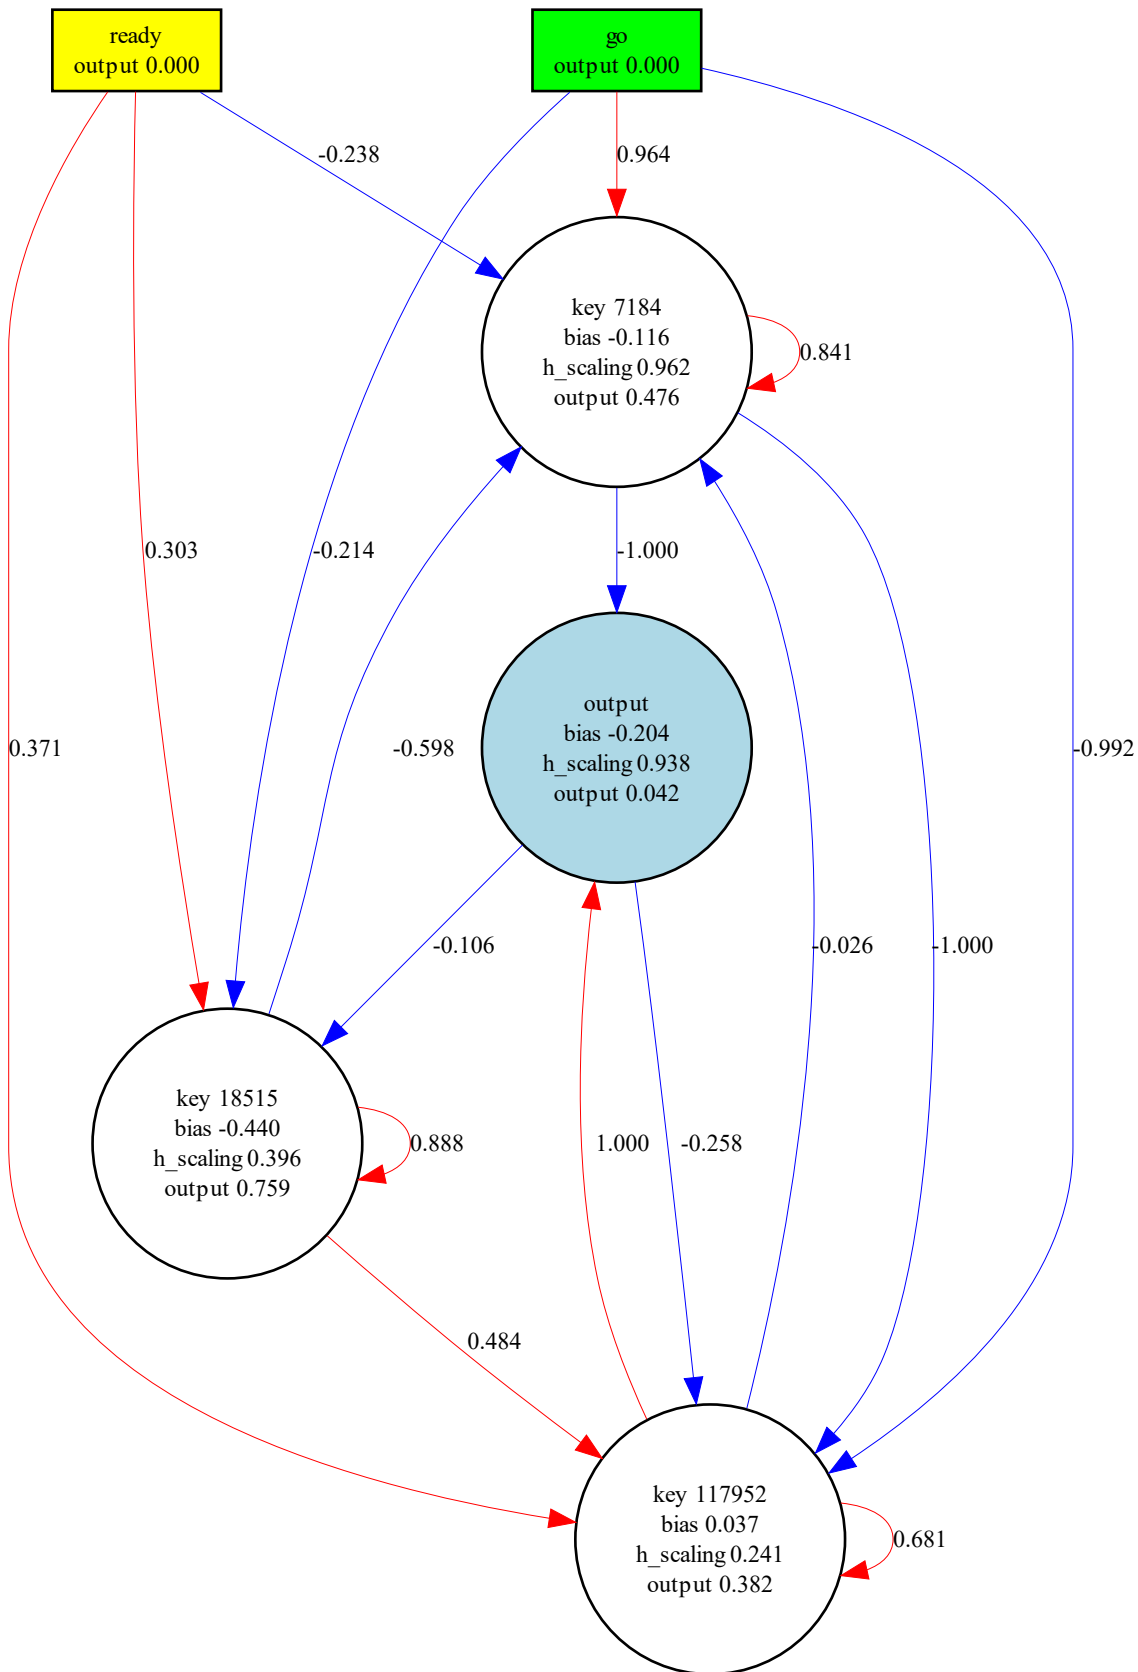 ready
output 0.000
go
output 0.000
-0.238
0.964
key 7184
bias -0.116
h_scaling 0.962
output 0.476
0.841
0.303
-0.214
-1.000
output
bias -0.204
h_scaling 0.938
output 0.042
0.371
-0.598
-0.992
-0.106
-0.026
-1.000
key 18515
bias -0.440
h_scaling 0.396
output 0.759
0.888
1.000
-0.258
0.484
key 117952
bias 0.037
h_scaling 0.241
output 0.382
0.681